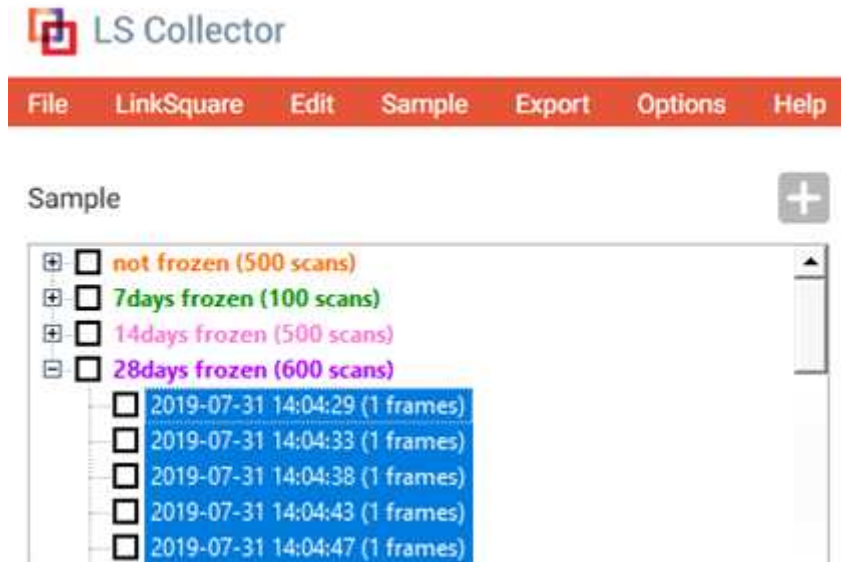 LS Collector
File LinkSquare Edit Sample Export Options Help
Sample
not frozen (500 scans)
7days frozen (100 scans)
14days frozen (500 scans)
28days frozen (600 scans)
2019-07-31 14:04:29 (1 frames)
2019-07-31 14:04:33 (1 frames)
2019-07-31 14:04:38 (1 frames)
2019-07-31 14:04:43 (1 frames)
2019-07-31 14:04:47 (1 frames)